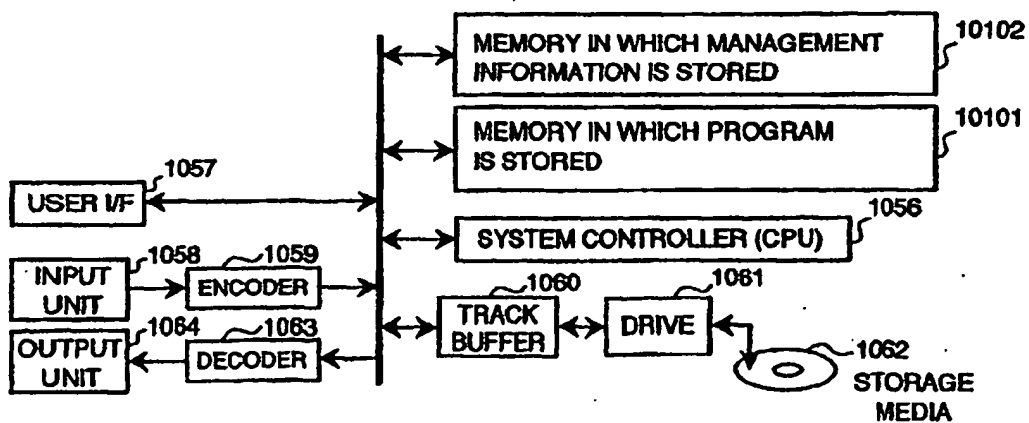 MEMORY IN WHICH MANAGEMENT
INFORMATION IS STORED
10102
MEMORY IN WHICH PROGRAM
IS STORED
10101
USER I/F
1057
SYSTEM CONTROLLER (CPU)
1056
INPUT
UNIT
1058
ENCODER
1059
TRACK
BUFFER
1060
DRIVE
1061
OUTPUT
UNIT
1064
DECODER
1063
1062
STORAGE
MEDIA